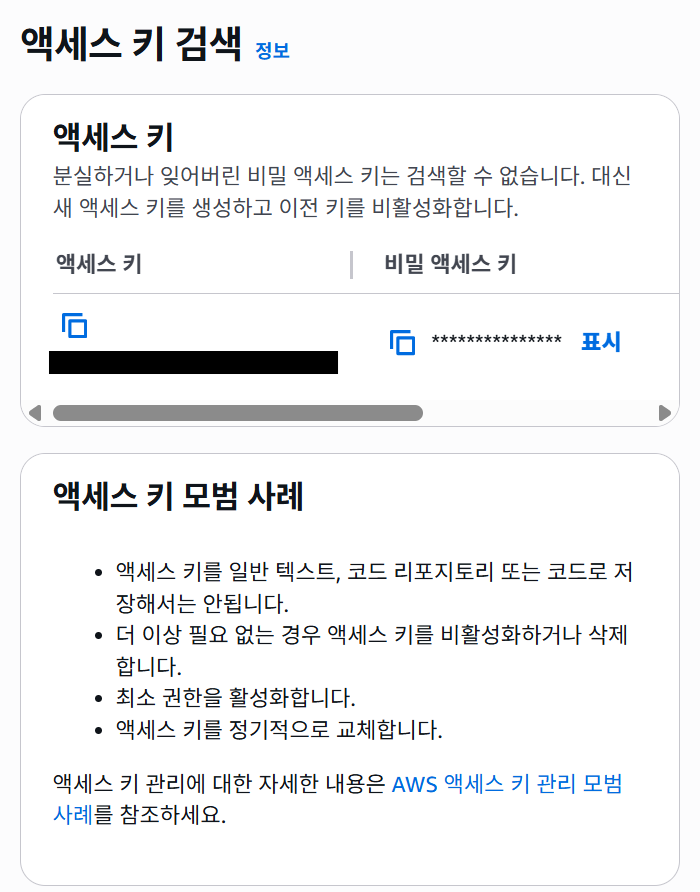 액세스 키 검색 정보
액세스 키
분실하거나 잊어버린 비밀 액세스 키는 검색할 수 없습니다. 대신
새 액세스 키를 생성하고 이전 키를 비활성화합니다.
액세스 키 비밀 액세스 키
*************** 표시
액세스 키 모범 사례
• 액세스 키를 일반 텍스트, 코드 리포지토리 또는 코드로 저
장해서는 안됩니다.
• 더 이상 필요 없는 경우 액세스 키를 비활성화하거나 삭제
합니다.
• 최소 권한을 활성화합니다.
• 액세스 키를 정기적으로 교체합니다.
액세스 키 관리에 대한 자세한 내용은 AWS 액세스 키 관리 모범
사례를 참조하세요.